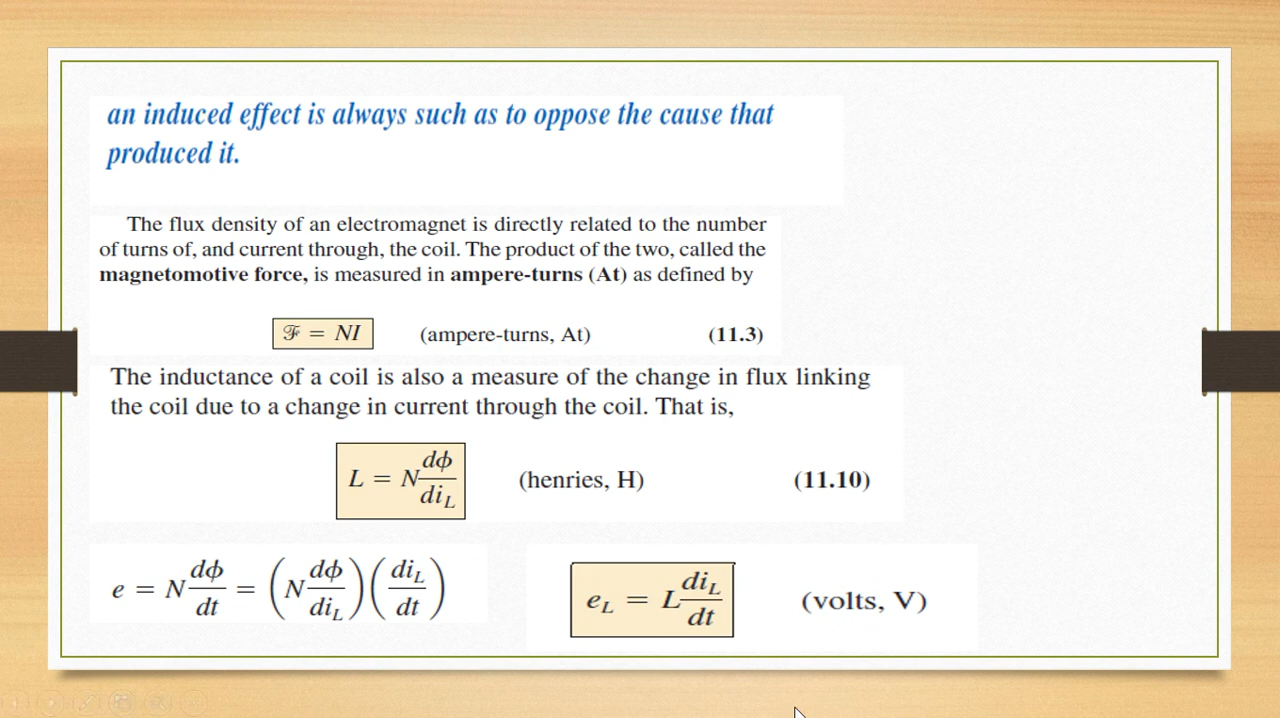 an induced effect is always such as to oppose the cause that
produced it.
The flux density of an electromagnet is directly related to the number
of turns of, and current through, the coil. The product of the two, called the
magnetomotive force, is measured in ampere-turns (At) as defined by
ℱ = NI (ampere-turns, At) (11.3)
The inductance of a coil is also a measure of the change in flux linking
the coil due to a change in current through the coil. That is,
L = N dϕ/di_L (henries, H) (11.10)
e = N dϕ/dt = (N dϕ/di_L)(di_L/dt)
e_L = L di_L/dt (volts, V)